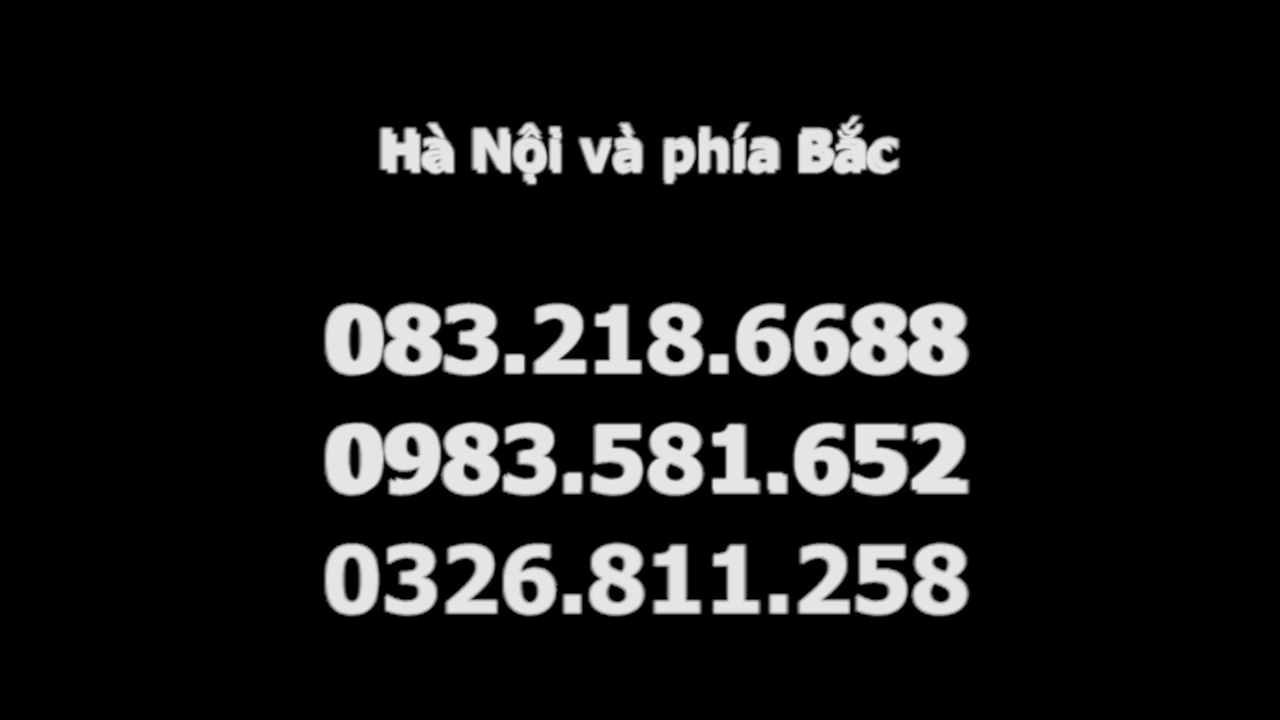 Hà Nội và phía Bắc
083.218.6688
0983.581.652
0326.811.258